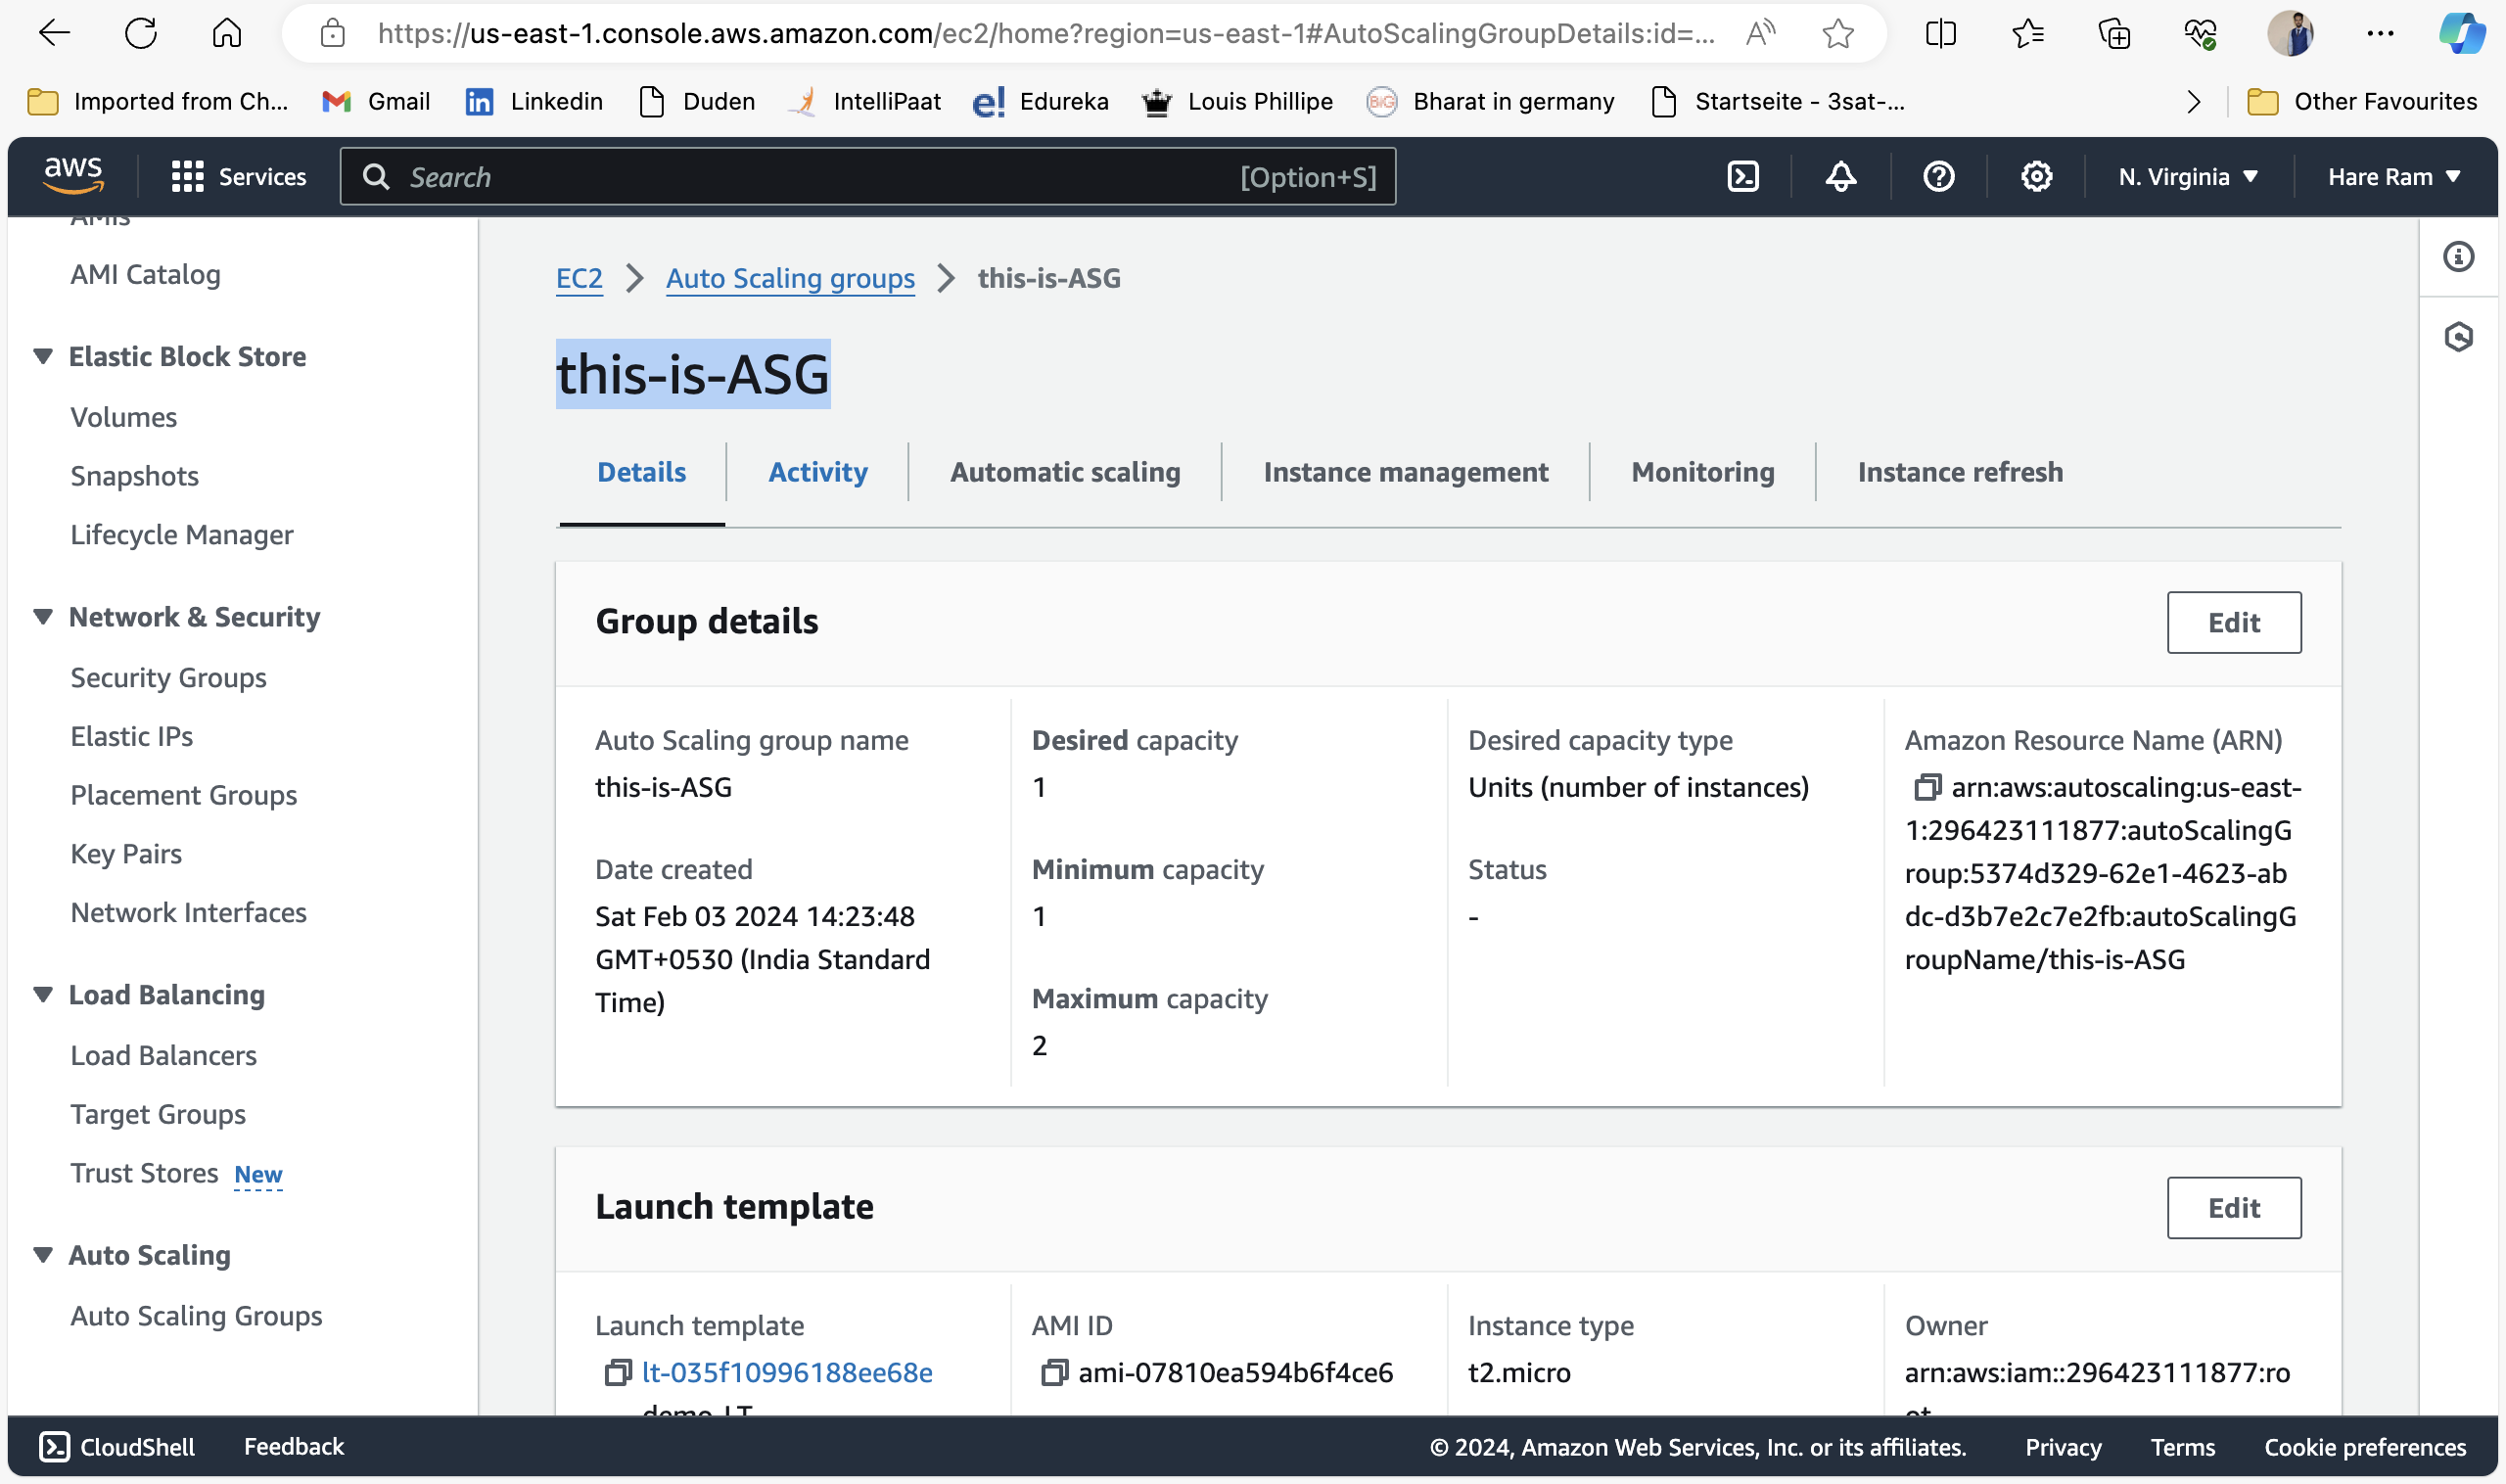 https://us-east-1.console.aws.amazon.com/ec2/home?region=us-east-1#AutoScalingGroupDetails:id=...
Imported from Ch...
Gmail
Linkedin
Duden
IntelliPaat
Edureka
Louis Phillipe
Bharat in germany
Startseite - 3sat-...
Other Favourites
aws
Services
Search
[Option+S]
N. Virginia
Hare Ram
AMIs
AMI Catalog
Elastic Block Store
Volumes
Snapshots
Lifecycle Manager
Network & Security
Security Groups
Elastic IPs
Placement Groups
Key Pairs
Network Interfaces
Load Balancing
Load Balancers
Target Groups
Trust Stores New
Auto Scaling
Auto Scaling Groups
EC2 > Auto Scaling groups > this-is-ASG
this-is-ASG
Details
Activity
Automatic scaling
Instance management
Monitoring
Instance refresh
Group details
Edit
Auto Scaling group name
this-is-ASG
Date created
Sat Feb 03 2024 14:23:48
GMT+0530 (India Standard
Time)
Desired capacity
1
Minimum capacity
1
Maximum capacity
2
Desired capacity type
Units (number of instances)
Status
-
Amazon Resource Name (ARN)
arn:aws:autoscaling:us-east-
1:296423111877:autoScalingG
roup:5374d329-62e1-4623-ab
dc-d3b7e2c7e2fb:autoScalingG
roupName/this-is-ASG
Launch template
Edit
Launch template
lt-035f10996188ee68e
demo-LT
AMI ID
ami-07810ea594b6f4ce6
Instance type
t2.micro
Owner
arn:aws:iam::296423111877:ro
ot
CloudShell
Feedback
© 2024, Amazon Web Services, Inc. or its affiliates.
Privacy
Terms
Cookie preferences